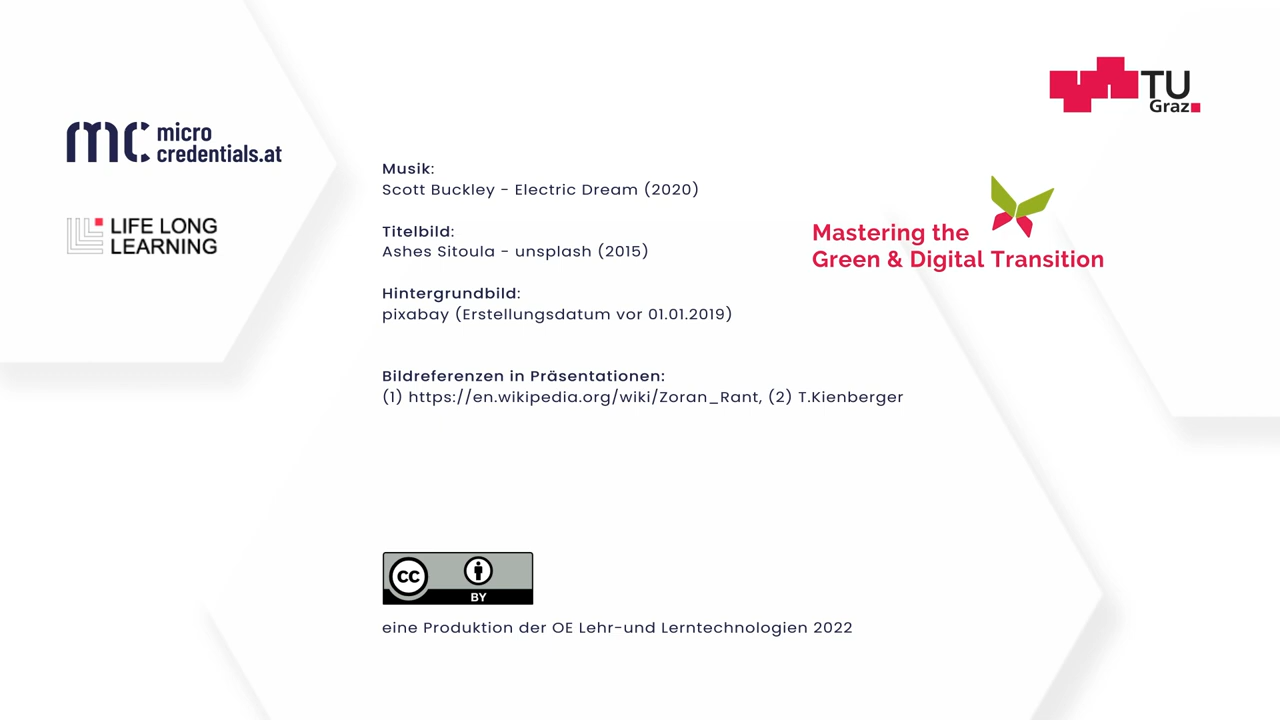 mc micro
credentials.at
LIFE LONG
LEARNING
Musik:
Scott Buckley - Electric Dream (2020)
Titelbild:
Ashes Sitoula - unsplash (2015)
Hintergrundbild:
pixabay (Erstellungsdatum vor 01.01.2019)
Bildreferenzen in Präsentationen:
(1) https://en.wikipedia.org/wiki/Zoran_Rant, (2) T.Kienberger
TU
Graz
Mastering the
Green & Digital Transition
cc
BY
eine Produktion der OE Lehr-und Lerntechnologien 2022